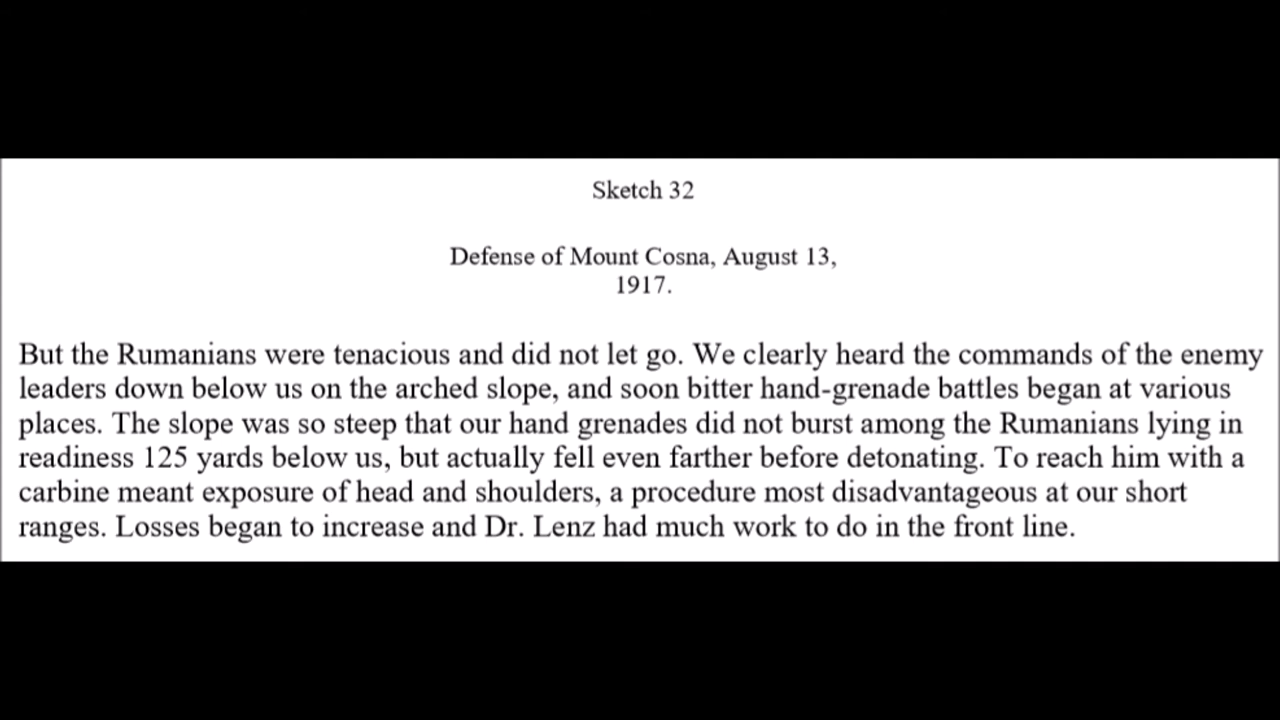 Sketch 32
Defense of Mount Cosna, August 13,
1917.
But the Rumanians were tenacious and did not let go. We clearly heard the commands of the enemy
leaders down below us on the arched slope, and soon bitter hand-grenade battles began at various
places. The slope was so steep that our hand grenades did not burst among the Rumanians lying in
readiness 125 yards below us, but actually fell even farther before detonating. To reach him with a
carbine meant exposure of head and shoulders, a procedure most disadvantageous at our short
ranges. Losses began to increase and Dr. Lenz had much work to do in the front line.